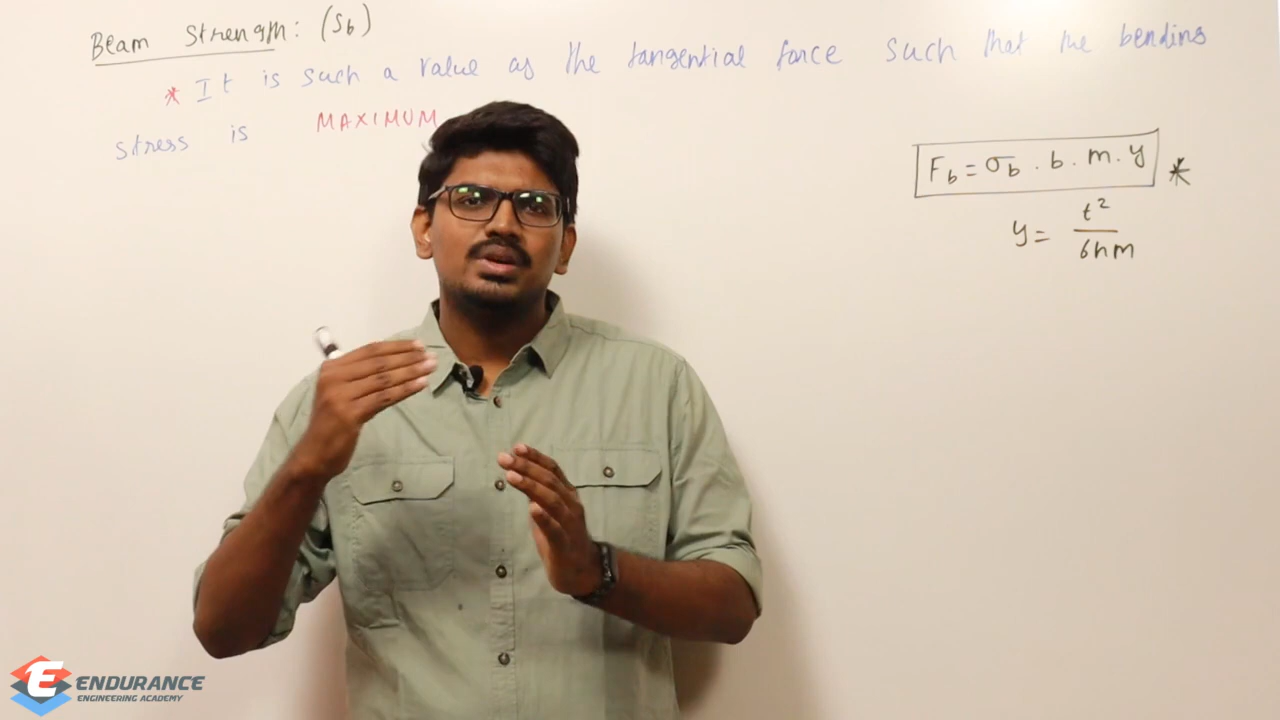 Beam Strength: (Sb)
* It is such a value as the tangential force such that the bending
stress is MAXIMUM
Fb = σb . b . m . y *
y = t²/6hm
E ENDURANCE
ENGINEERING ACADEMY